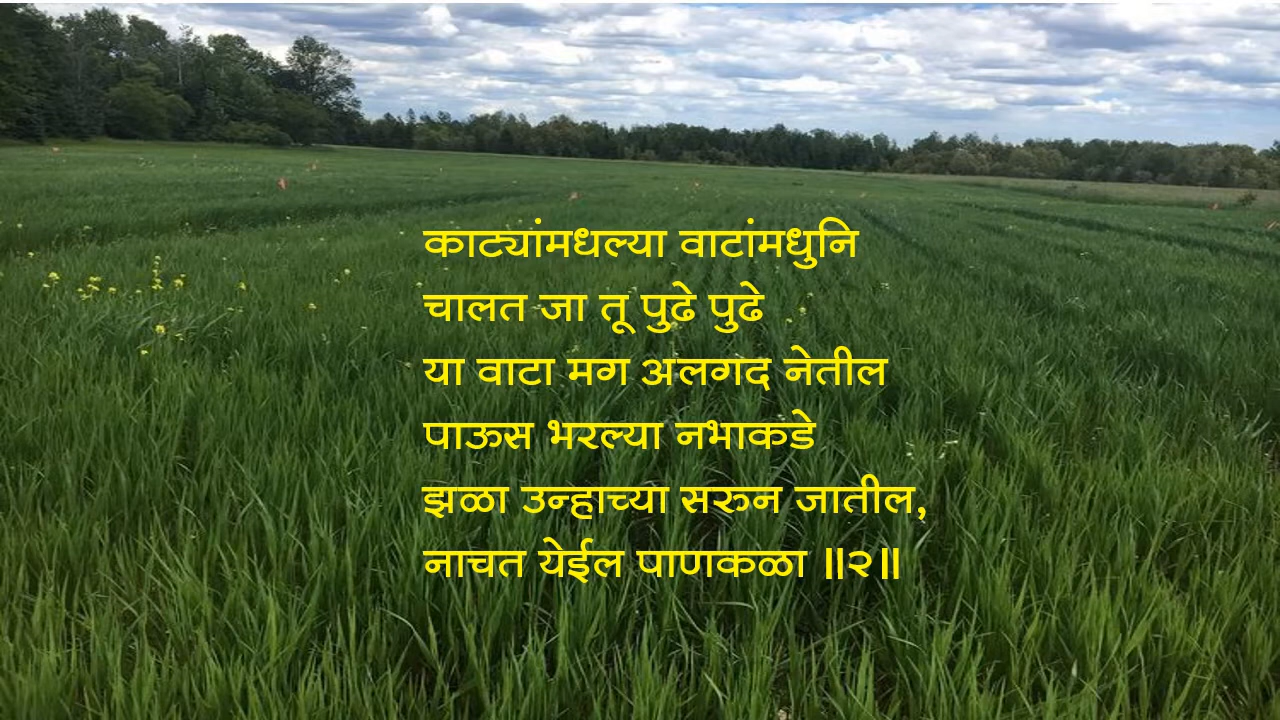 काट्यांमधल्या वाटांमधुनि
चालत जा तू पुढे पुढे
या वाटा मग अलगद नेतील
पाऊस भरल्या नभाकडे
झळा उन्हाच्या सरुन जातील,
नाचत येईल पाणकळा ॥२॥